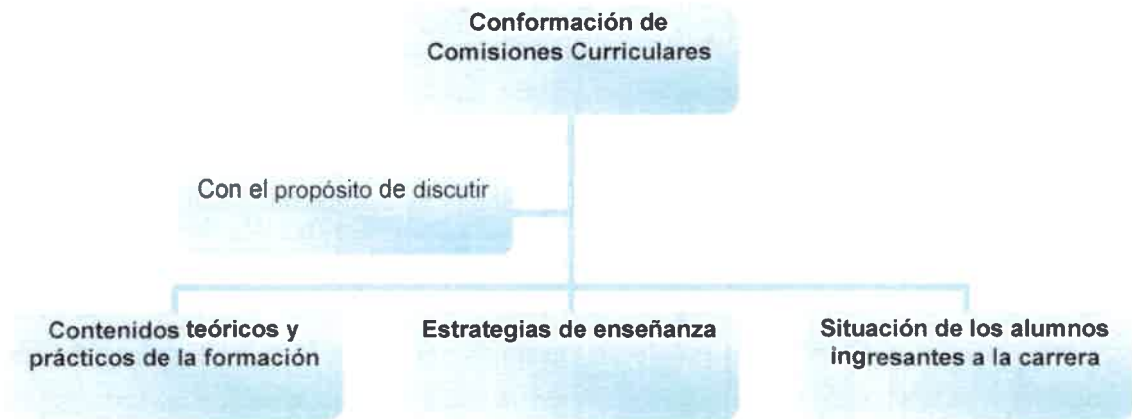 Conformación de
Comisiones Curriculares
Con el propósito de discutir
Contenidos teóricos y
prácticos de la formación
Estrategias de enseñanza
Situación de los alumnos
ingresantes a la carrera